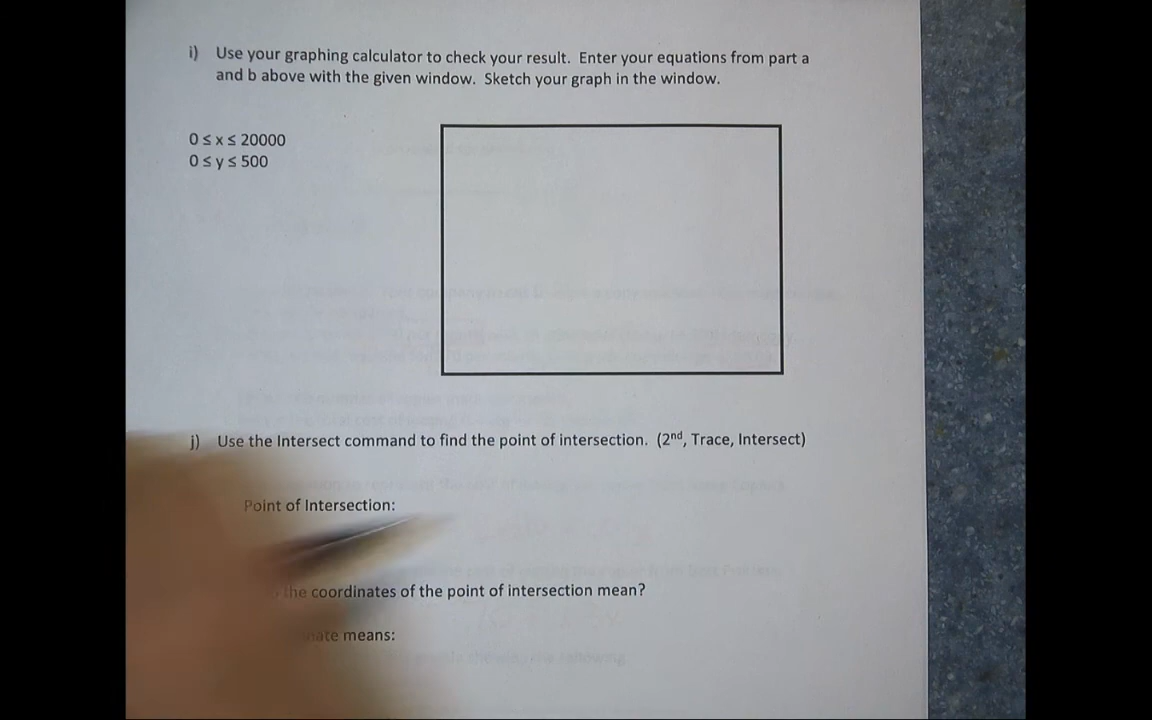 i) Use your graphing calculator to check your result. Enter your equations from part a
and b above with the given window. Sketch your graph in the window.
0 ≤ x ≤ 20000
0 ≤ y ≤ 500
j) Use the Intersect command to find the point of intersection. (2nd, Trace, Intersect)
Point of Intersection:
the coordinates of the point of intersection mean?
means: